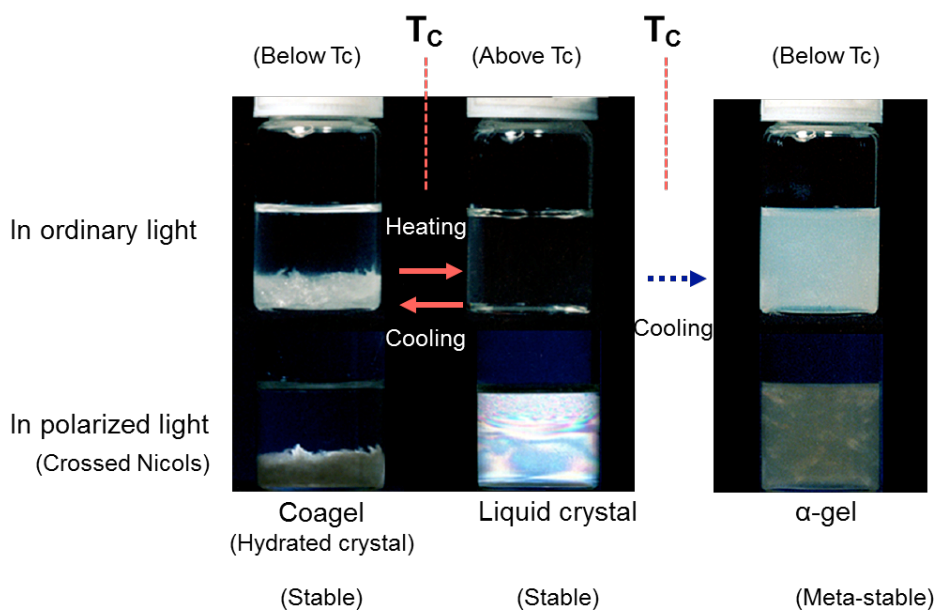 Tc
Tc
(Below Tc)
(Above Tc)
(Below Tc)
In ordinary light
Heating
Cooling
Cooling
In polarized light
(Crossed Nicols)
Coagel
(Hydrated crystal)
Liquid crystal
α-gel
(Stable)
(Stable)
(Meta-stable)